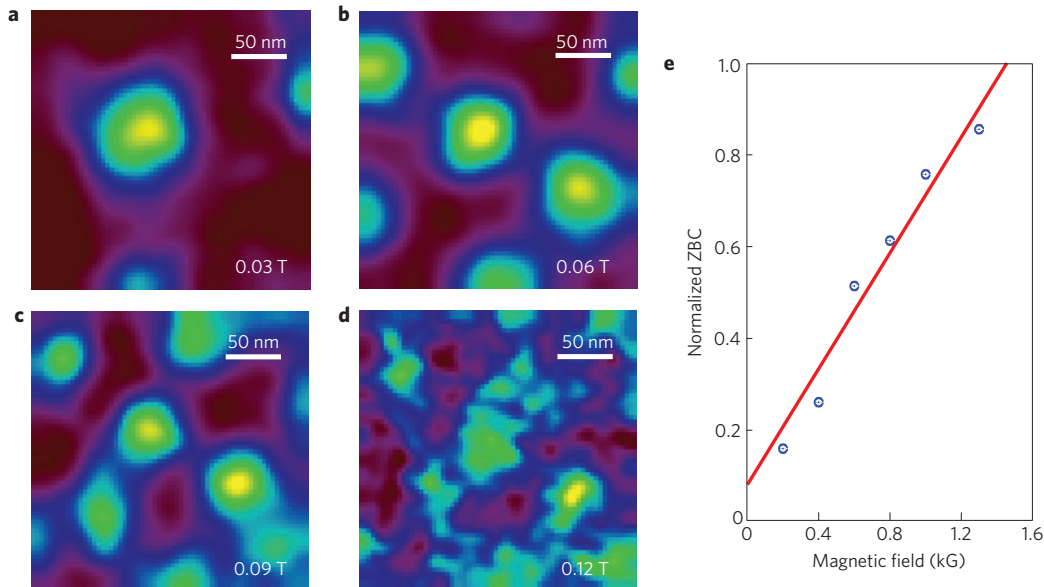 a
50 nm
0.03 T
b
50 nm
0.06 T
c
50 nm
0.09 T
d
50 nm
0.12 T
e
1.0
0.8
0.6
0.4
0.2
0
Normalized ZBC
0 0.4 0.8 1.2 1.6
Magnetic field (kG)